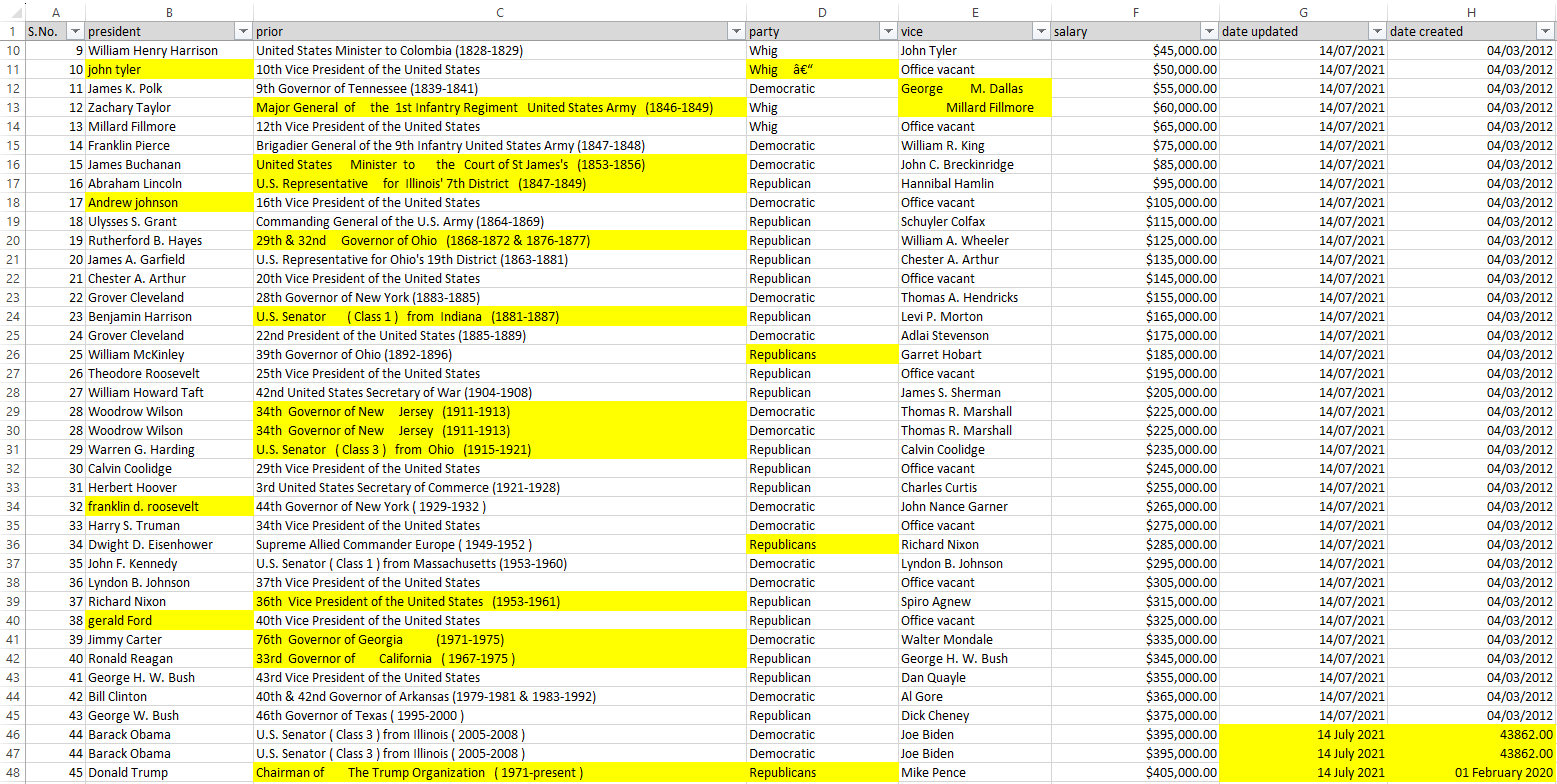 A B C D E F G H
1 S.No. president prior party vice salary date updated date created
10 9 William Henry Harrison United States Minister to Colombia (1828-1829) Whig John Tyler $45,000.00 14/07/2021 04/03/2012
11 10 john tyler 10th Vice President of the United States Whig â€“ Office vacant $50,000.00 14/07/2021 04/03/2012
12 11 James K. Polk 9th Governor of Tennessee (1839-1841) Democratic George M. Dallas $55,000.00 14/07/2021 04/03/2012
13 12 Zachary Taylor Major General of the 1st Infantry Regiment United States Army (1846-1849) Whig Millard Fillmore $60,000.00 14/07/2021 04/03/2012
14 13 Millard Fillmore 12th Vice President of the United States Whig Office vacant $65,000.00 14/07/2021 04/03/2012
15 14 Franklin Pierce Brigadier General of the 9th Infantry United States Army (1847-1848) Democratic William R. King $75,000.00 14/07/2021 04/03/2012
16 15 James Buchanan United States Minister to the Court of St James's (1853-1856) Democratic John C. Breckinridge $85,000.00 14/07/2021 04/03/2012
17 16 Abraham Lincoln U.S. Representative for Illinois' 7th District (1847-1849) Republican Hannibal Hamlin $95,000.00 14/07/2021 04/03/2012
18 17 Andrew johnson 16th Vice President of the United States Democratic Office vacant $105,000.00 14/07/2021 04/03/2012
19 18 Ulysses S. Grant Commanding General of the U.S. Army (1864-1869) Republican Schuyler Colfax $115,000.00 14/07/2021 04/03/2012
20 19 Rutherford B. Hayes 29th & 32nd Governor of Ohio (1868-1872 & 1876-1877) Republican William A. Wheeler $125,000.00 14/07/2021 04/03/2012
21 20 James A. Garfield U.S. Representative for Ohio's 19th District (1863-1881) Republican Chester A. Arthur $135,000.00 14/07/2021 04/03/2012
22 21 Chester A. Arthur 20th Vice President of the United States Republican Office vacant $145,000.00 14/07/2021 04/03/2012
23 22 Grover Cleveland 28th Governor of New York (1883-1885) Democratic Thomas A. Hendricks $155,000.00 14/07/2021 04/03/2012
24 23 Benjamin Harrison U.S. Senator ( Class 1 ) from Indiana (1881-1887) Republican Levi P. Morton $165,000.00 14/07/2021 04/03/2012
25 24 Grover Cleveland 22nd President of the United States (1885-1889) Democratic Adlai Stevenson $175,000.00 14/07/2021 04/03/2012
26 25 William McKinley 39th Governor of Ohio (1892-1896) Republicans Garret Hobart $185,000.00 14/07/2021 04/03/2012
27 26 Theodore Roosevelt 25th Vice President of the United States Republican Office vacant $195,000.00 14/07/2021 04/03/2012
28 27 William Howard Taft 42nd United States Secretary of War (1904-1908) Republican James S. Sherman $205,000.00 14/07/2021 04/03/2012
29 28 Woodrow Wilson 34th Governor of New Jersey (1911-1913) Democratic Thomas R. Marshall $225,000.00 14/07/2021 04/03/2012
30 28 Woodrow Wilson 34th Governor of New Jersey (1911-1913) Democratic Thomas R. Marshall $225,000.00 14/07/2021 04/03/2012
31 29 Warren G. Harding U.S. Senator ( Class 3 ) from Ohio (1915-1921) Republican Calvin Coolidge $235,000.00 14/07/2021 04/03/2012
32 30 Calvin Coolidge 29th Vice President of the United States Republican Office vacant $245,000.00 14/07/2021 04/03/2012
33 31 Herbert Hoover 3rd United States Secretary of Commerce (1921-1928) Republican Charles Curtis $255,000.00 14/07/2021 04/03/2012
34 32 franklin d. roosevelt 44th Governor of New York ( 1929-1932 ) Democratic John Nance Garner $265,000.00 14/07/2021 04/03/2012
35 33 Harry S. Truman 34th Vice President of the United States Democratic Office vacant $275,000.00 14/07/2021 04/03/2012
36 34 Dwight D. Eisenhower Supreme Allied Commander Europe ( 1949-1952 ) Republicans Richard Nixon $285,000.00 14/07/2021 04/03/2012
37 35 John F. Kennedy U.S. Senator ( Class 1 ) from Massachusetts (1953-1960) Democratic Lyndon B. Johnson $295,000.00 14/07/2021 04/03/2012
38 36 Lyndon B. Johnson 37th Vice President of the United States Democratic Office vacant $305,000.00 14/07/2021 04/03/2012
39 37 Richard Nixon 36th Vice President of the United States (1953-1961) Republican Spiro Agnew $315,000.00 14/07/2021 04/03/2012
40 38 gerald Ford 40th Vice President of the United States Republican Office vacant $325,000.00 14/07/2021 04/03/2012
41 39 Jimmy Carter 76th Governor of Georgia (1971-1975) Democratic Walter Mondale $335,000.00 14/07/2021 04/03/2012
42 40 Ronald Reagan 33rd Governor of California ( 1967-1975 ) Republican George H. W. Bush $345,000.00 14/07/2021 04/03/2012
43 41 George H. W. Bush 43rd Vice President of the United States Republican Dan Quayle $355,000.00 14/07/2021 04/03/2012
44 42 Bill Clinton 40th & 42nd Governor of Arkansas (1979-1981 & 1983-1992) Democratic Al Gore $365,000.00 14/07/2021 04/03/2012
45 43 George W. Bush 46th Governor of Texas ( 1995-2000 ) Republican Dick Cheney $375,000.00 14/07/2021 04/03/2012
46 44 Barack Obama U.S. Senator ( Class 3 ) from Illinois ( 2005-2008 ) Democratic Joe Biden $395,000.00 14 July 2021 43862.00
47 44 Barack Obama U.S. Senator ( Class 3 ) from Illinois ( 2005-2008 ) Democratic Joe Biden $395,000.00 14 July 2021 43862.00
48 45 Donald Trump Chairman of The Trump Organization ( 1971-present ) Republicans Mike Pence $405,000.00 14 July 2021 01 February 2020